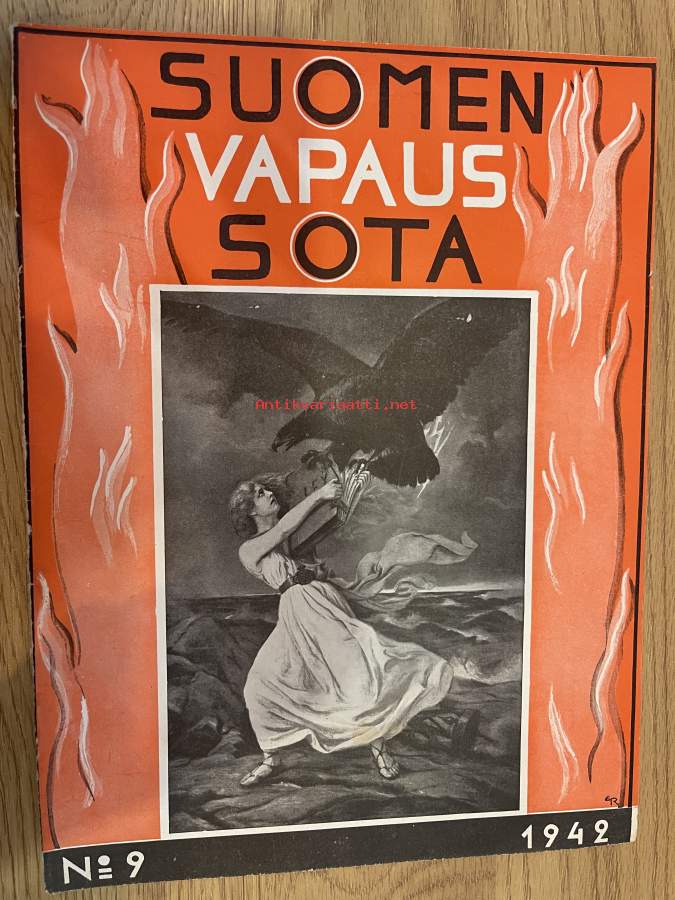 SUOMEN
VAPAUS
SOTA
Antikvariaatti.net
№ 9
1942